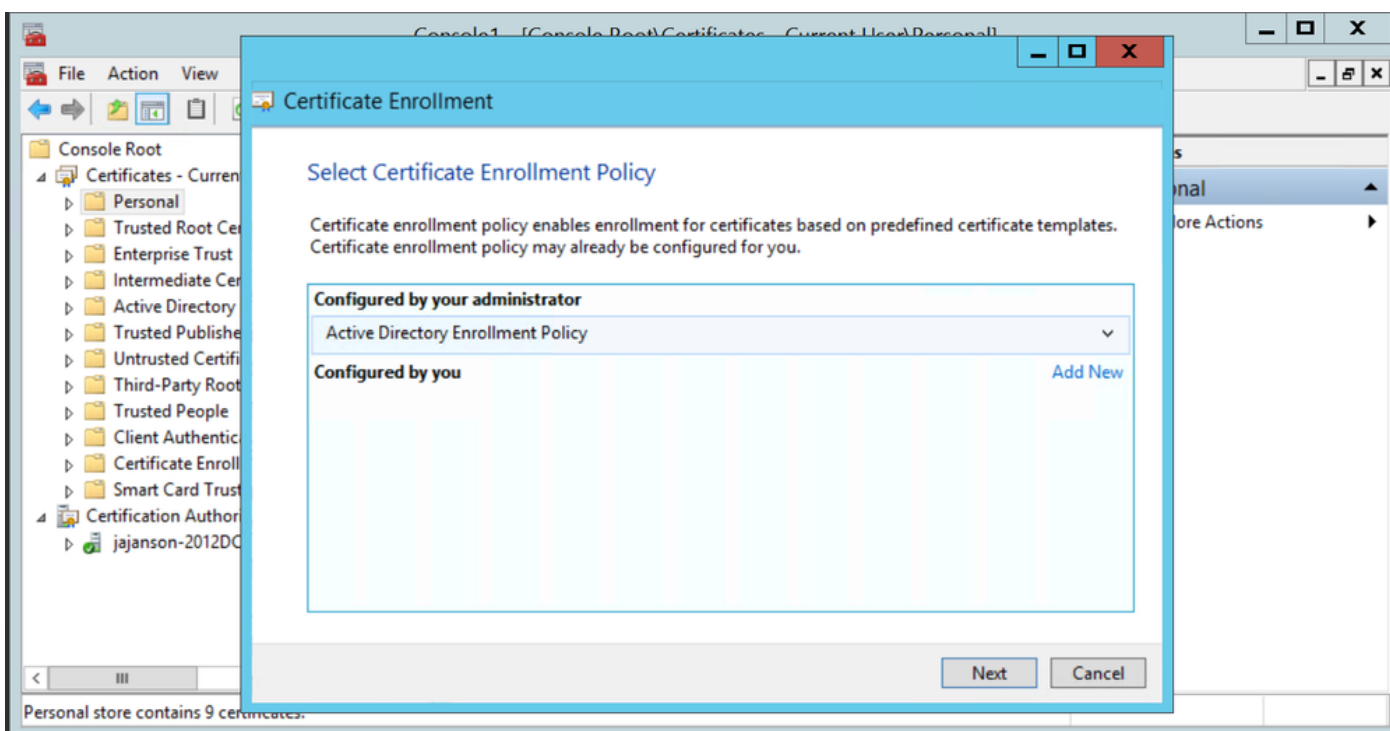 Console1 - [Console Root\Certificates - Current User\Personal]
File Action View
Certificate Enrollment
Console Root
Certificates - Curren
Personal
Trusted Root Cer
Enterprise Trust
Intermediate Cer
Active Directory
Trusted Publishe
Untrusted Certifi
Third-Party Root
Trusted People
Client Authentic
Certificate Enroll
Smart Card Trust
Certification Authori
jajanson-2012DC
Select Certificate Enrollment Policy
Certificate enrollment policy enables enrollment for certificates based on predefined certificate templates.
Certificate enrollment policy may already be configured for you.
Configured by your administrator
Active Directory Enrollment Policy
Configured by you Add New
Next Cancel
s
onal
lore Actions
Personal store contains 9 certificates.